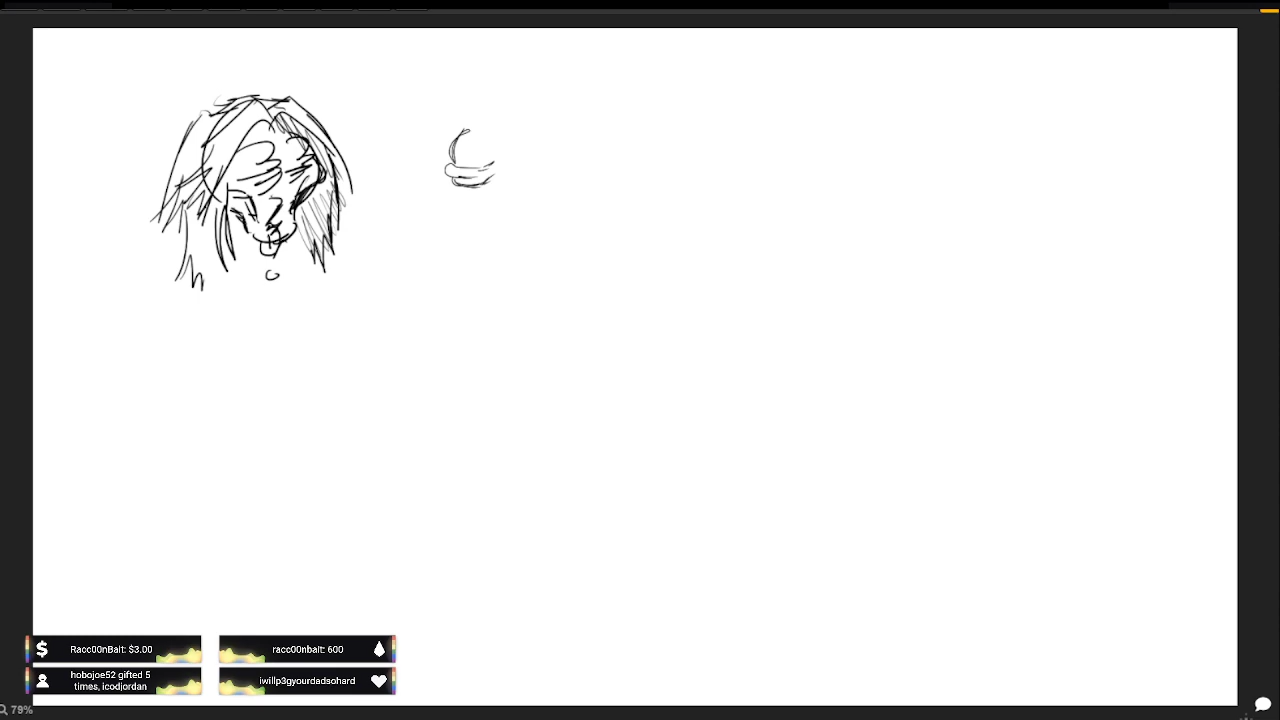 Racc00nBait: $3.00
racc00nbait: 600
hobojoe52 gifted 5
times, icodjordan
iwillp3gyourdadsohard
79%